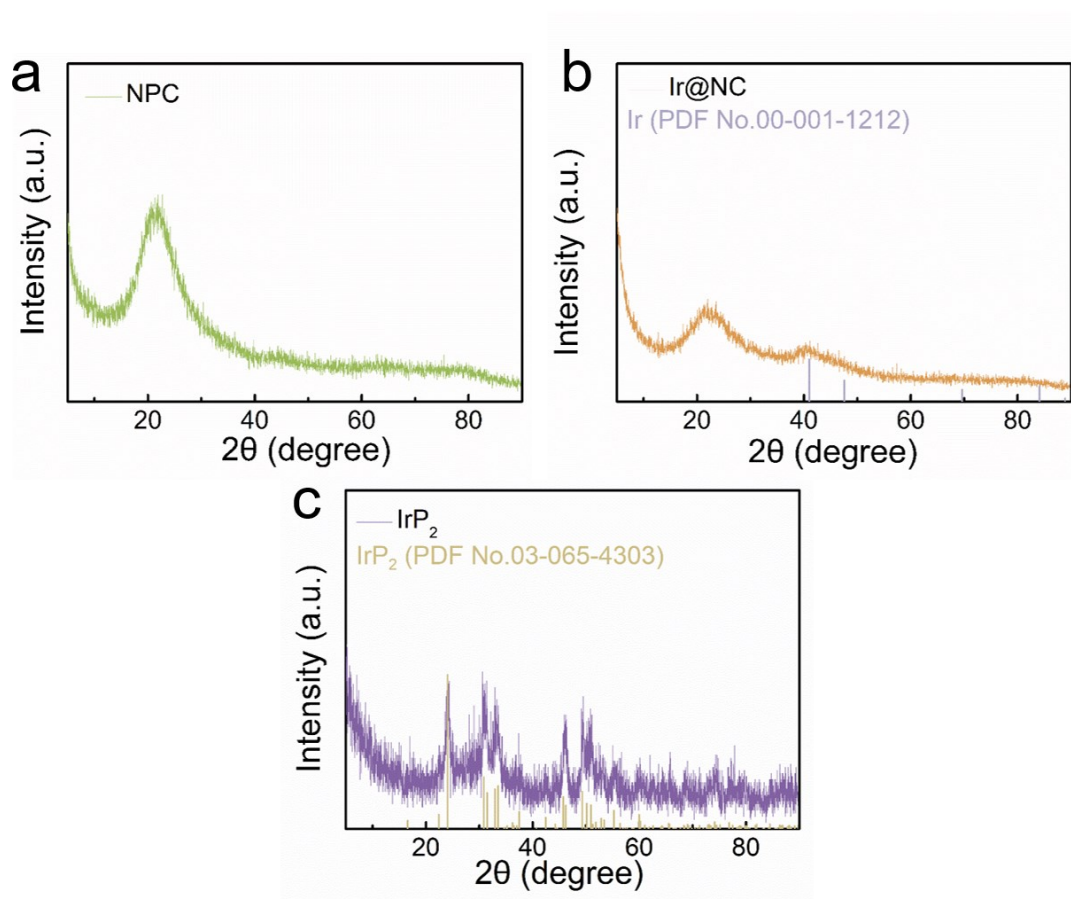 a
NPC
Intensity (a.u.)
20 40 60 80
2θ (degree)
b
Ir@NC
Ir (PDF No.00-001-1212)
Intensity (a.u.)
20 40 60 80
2θ (degree)
c
IrP₂
IrP₂ (PDF No.03-065-4303)
Intensity (a.u.)
20 40 60 80
2θ (degree)